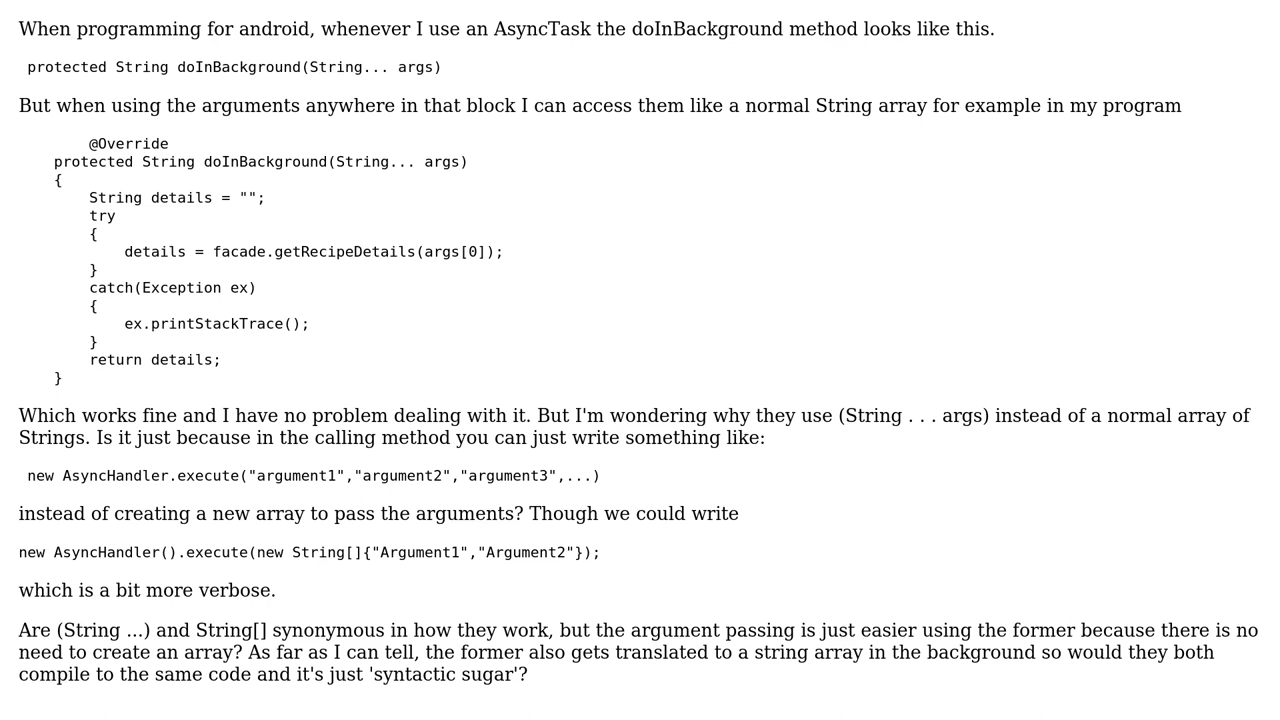 When programming for android, whenever I use an AsyncTask the doInBackground method looks like this.
protected String doInBackground(String... args)
But when using the arguments anywhere in that block I can access them like a normal String array for example in my program
@Override
protected String doInBackground(String... args)
{
String details = "";
try
{
details = facade.getRecipeDetails(args[0]);
}
catch(Exception ex)
{
ex.printStackTrace();
}
return details;
}
Which works fine and I have no problem dealing with it. But I'm wondering why they use (String . . . args) instead of a normal array of
Strings. Is it just because in the calling method you can just write something like:
new AsyncHandler.execute("argument1","argument2","argument3",...)
instead of creating a new array to pass the arguments? Though we could write
new AsyncHandler().execute(new String[]{"Argument1","Argument2"});
which is a bit more verbose.
Are (String ...) and String[] synonymous in how they work, but the argument passing is just easier using the former because there is no
need to create an array? As far as I can tell, the former also gets translated to a string array in the background so would they both
compile to the same code and it's just 'syntactic sugar'?